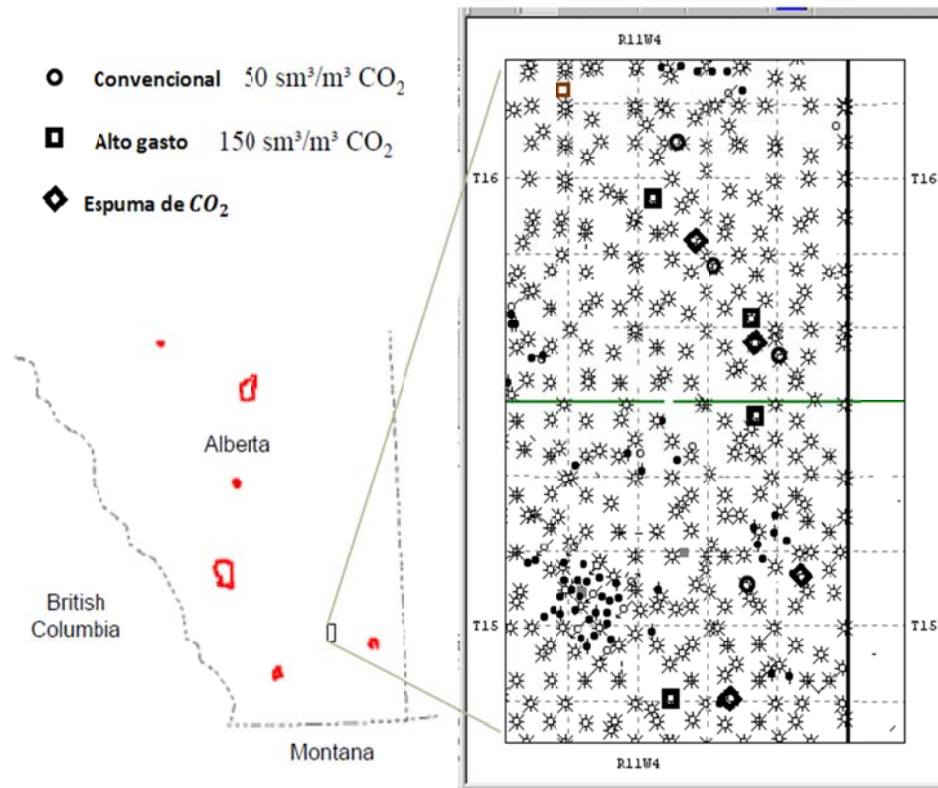 Convencional 50 sm³/m³ CO₂
Alto gasto 150 sm³/m³ CO₂
Espuma de CO₂
Alberta
British
Columbia
Montana
R11W4
T16 T16
T15 T15
R11W4